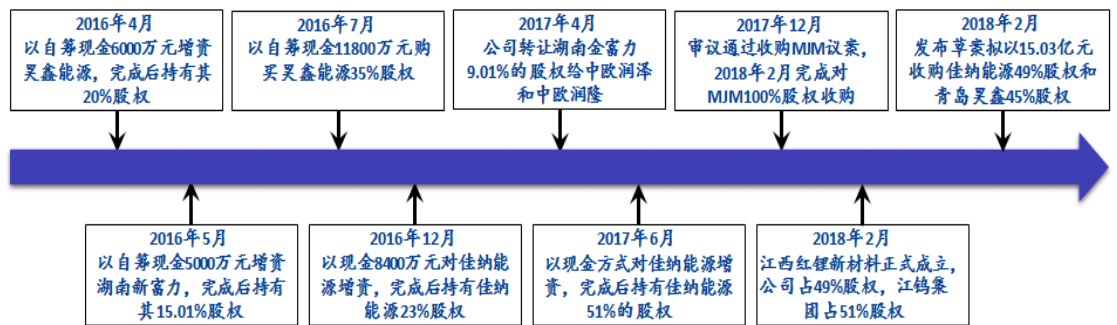 2016年4月
以自筹现金6000万元增资
昊鑫能源，完成后持有其
20%股权
2016年7月
以自筹现金11800万元购
买昊鑫能源35%股权
2017年4月
公司转让湖南金富力
9.01%的股权给中欧润泽
和中欧润隆
2017年12月
审议通过收购MJM议案，
2018年2月完成对
MJM100%股权收购
2018年2月
发布草案拟以15.03亿元
收购佳纳能源49%股权和
青岛昊鑫45%股权
2016年5月
以自筹现金5000万元增资
湖南新富力，完成后持有
其15.01%股权
2016年12月
以现金8400万元对佳纳能
源增资，完成后持有佳纳
能源23%股权
2017年6月
以现金方式对佳纳能源增
资，完成后持有佳纳能源
51%的股权
2018年2月
江西红锂新材料正式成立，
公司占49%股权，江钨集
团占51%股权